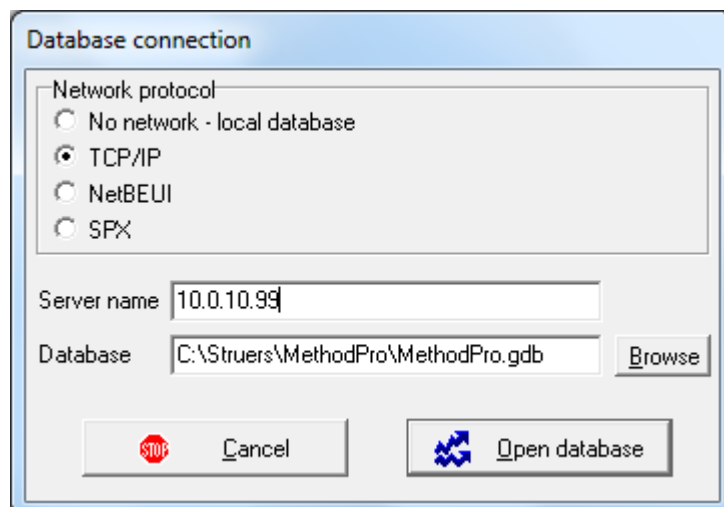 Database connection
Network protocol
No network - local database
TCP/IP
NetBEUI
SPX
Server name 10.0.10.99
Database C:\Struers\MethodPro\MethodPro.gdb Browse
STOP Cancel Open database